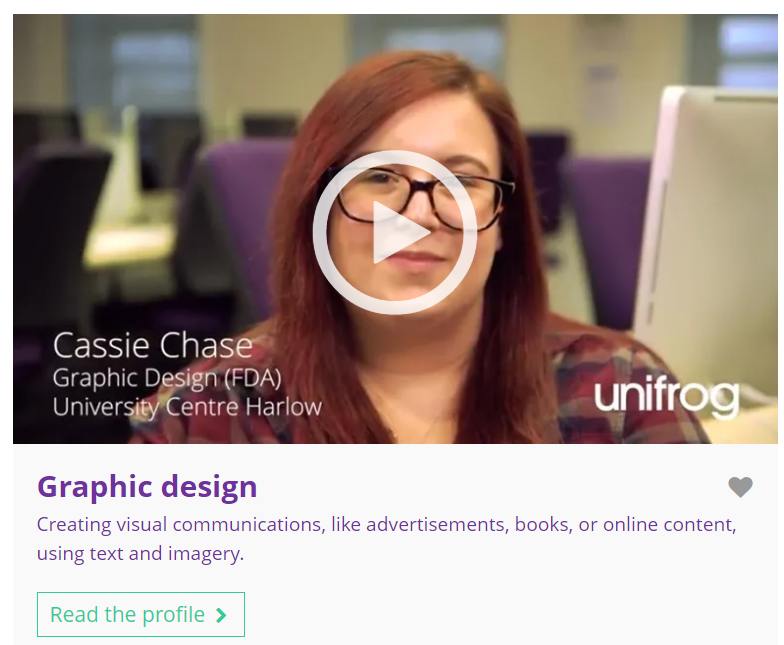 Cassie Chase
Graphic Design (FDA)
University Centre Harlow
unifrog
Graphic design
Creating visual communications, like advertisements, books, or online content,
using text and imagery.
Read the profile